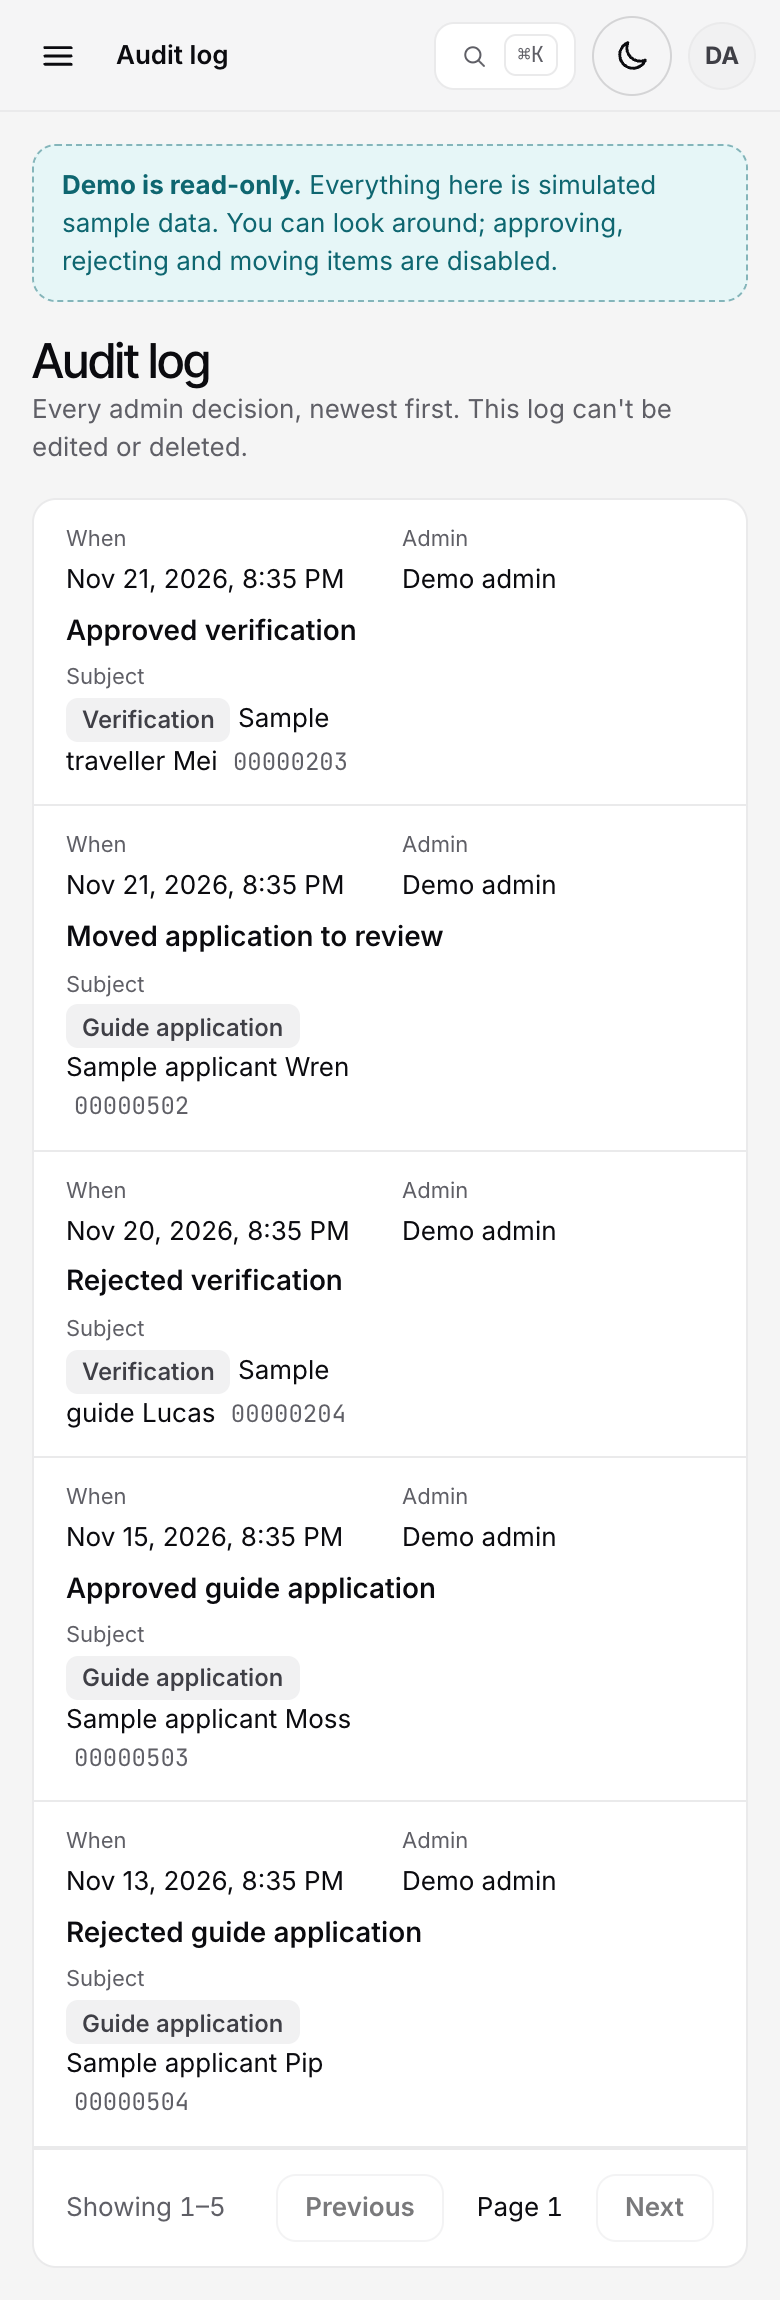 Audit log
⌘K
DA
Demo is read-only. Everything here is simulated
sample data. You can look around; approving,
rejecting and moving items are disabled.
Audit log
Every admin decision, newest first. This log can't be
edited or deleted.
When Admin
Nov 21, 2026, 8:35 PM Demo admin
Approved verification
Subject
Verification Sample
traveller Mei 00000203
When Admin
Nov 21, 2026, 8:35 PM Demo admin
Moved application to review
Subject
Guide application
Sample applicant Wren
00000502
When Admin
Nov 20, 2026, 8:35 PM Demo admin
Rejected verification
Subject
Verification Sample
guide Lucas 00000204
When Admin
Nov 15, 2026, 8:35 PM Demo admin
Approved guide application
Subject
Guide application
Sample applicant Moss
00000503
When Admin
Nov 13, 2026, 8:35 PM Demo admin
Rejected guide application
Subject
Guide application
Sample applicant Pip
00000504
Showing 1–5 Previous Page 1 Next